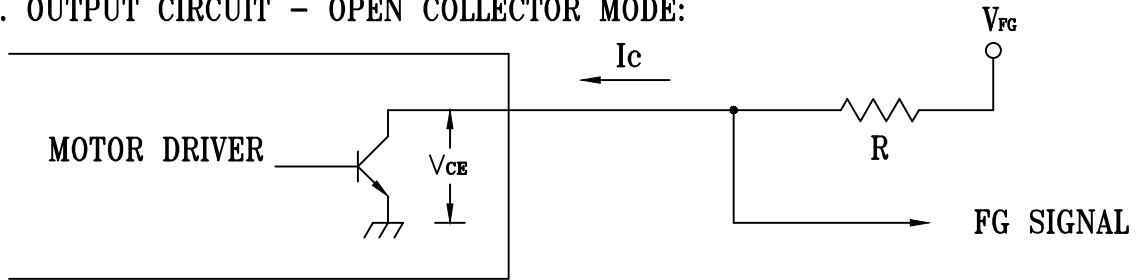 . OUTPUT CIRCUIT – OPEN COLLECTOR MODE:
VFG
Ic
MOTOR DRIVER
VCE
R
FG SIGNAL